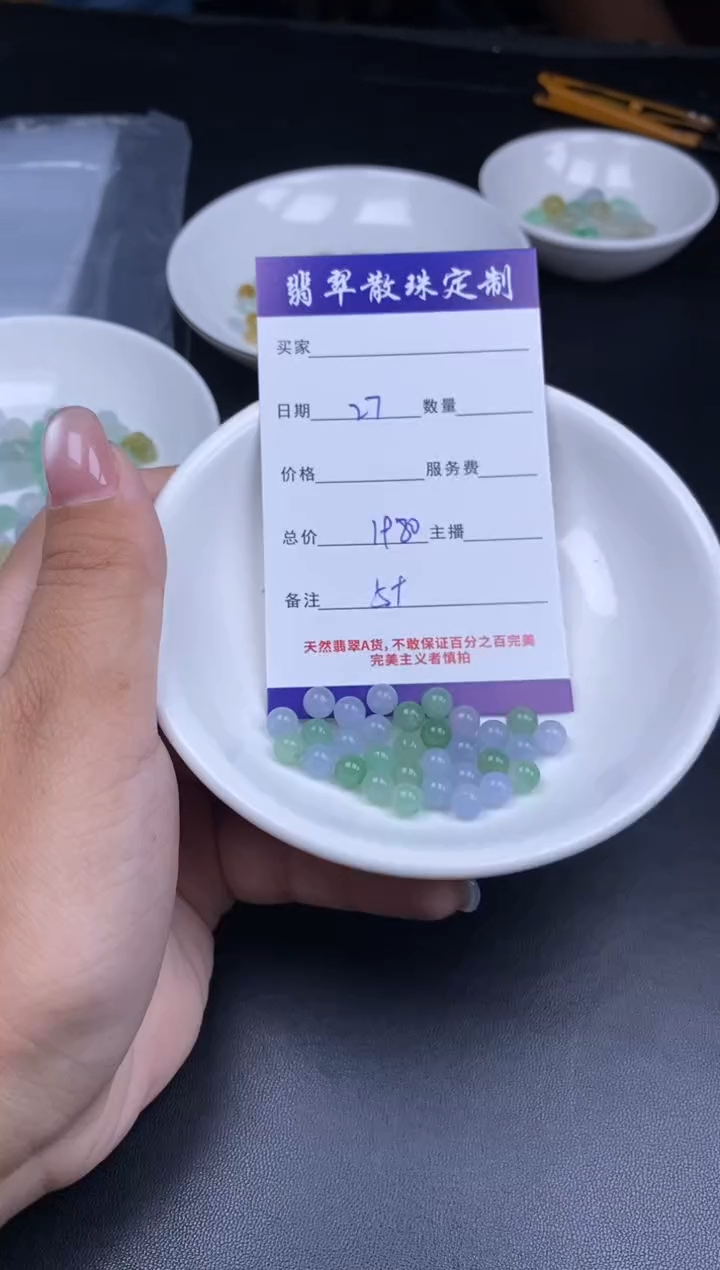 翡翠散珠定制
买家
日期 27 数量
价格 服务费
总价 1980 主播
备注
天然翡翠A货,不敢保证百分之百完美
完美主义者慎拍